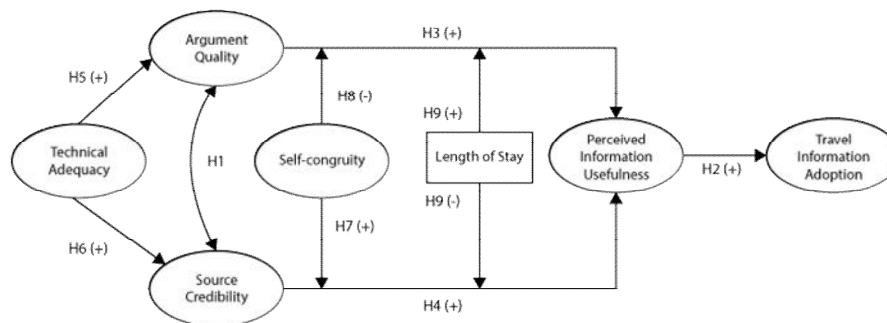 Argument
Quality
H3 (+)
H5 (+)
H8 (-)
H9 (+)
Technical
Adequacy
H1
Self-congruity
Length of Stay
Perceived
Information
Usefulness
H2 (+)
Travel
Information
Adoption
H9 (-)
H7 (+)
H6 (+)
Source
Credibility
H4 (+)